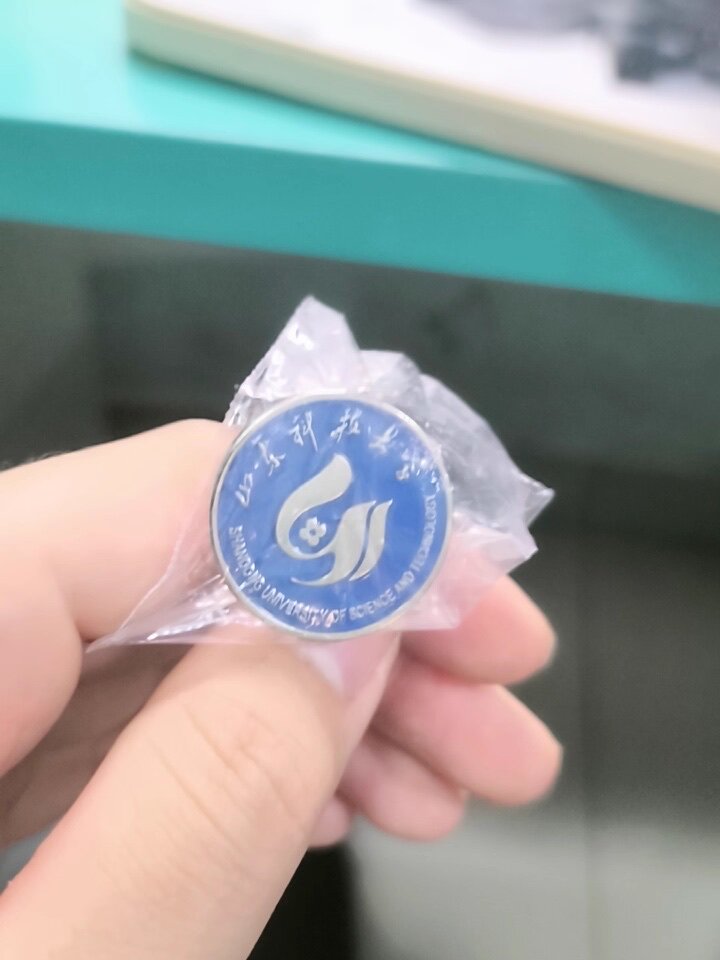 山东科技大学
SHANDONG UNIVERSITY OF SCIENCE AND TECHNOLOGY